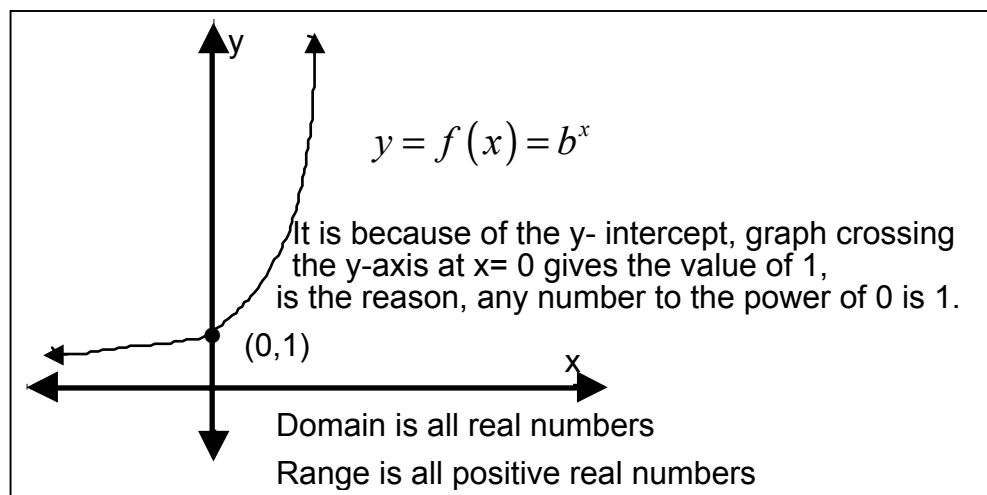 y
y = f(x) = b^x
It is because of the y- intercept, graph crossing
the y-axis at x= 0 gives the value of 1,
is the reason, any number to the power of 0 is 1.
(0,1)
x
Domain is all real numbers
Range is all positive real numbers